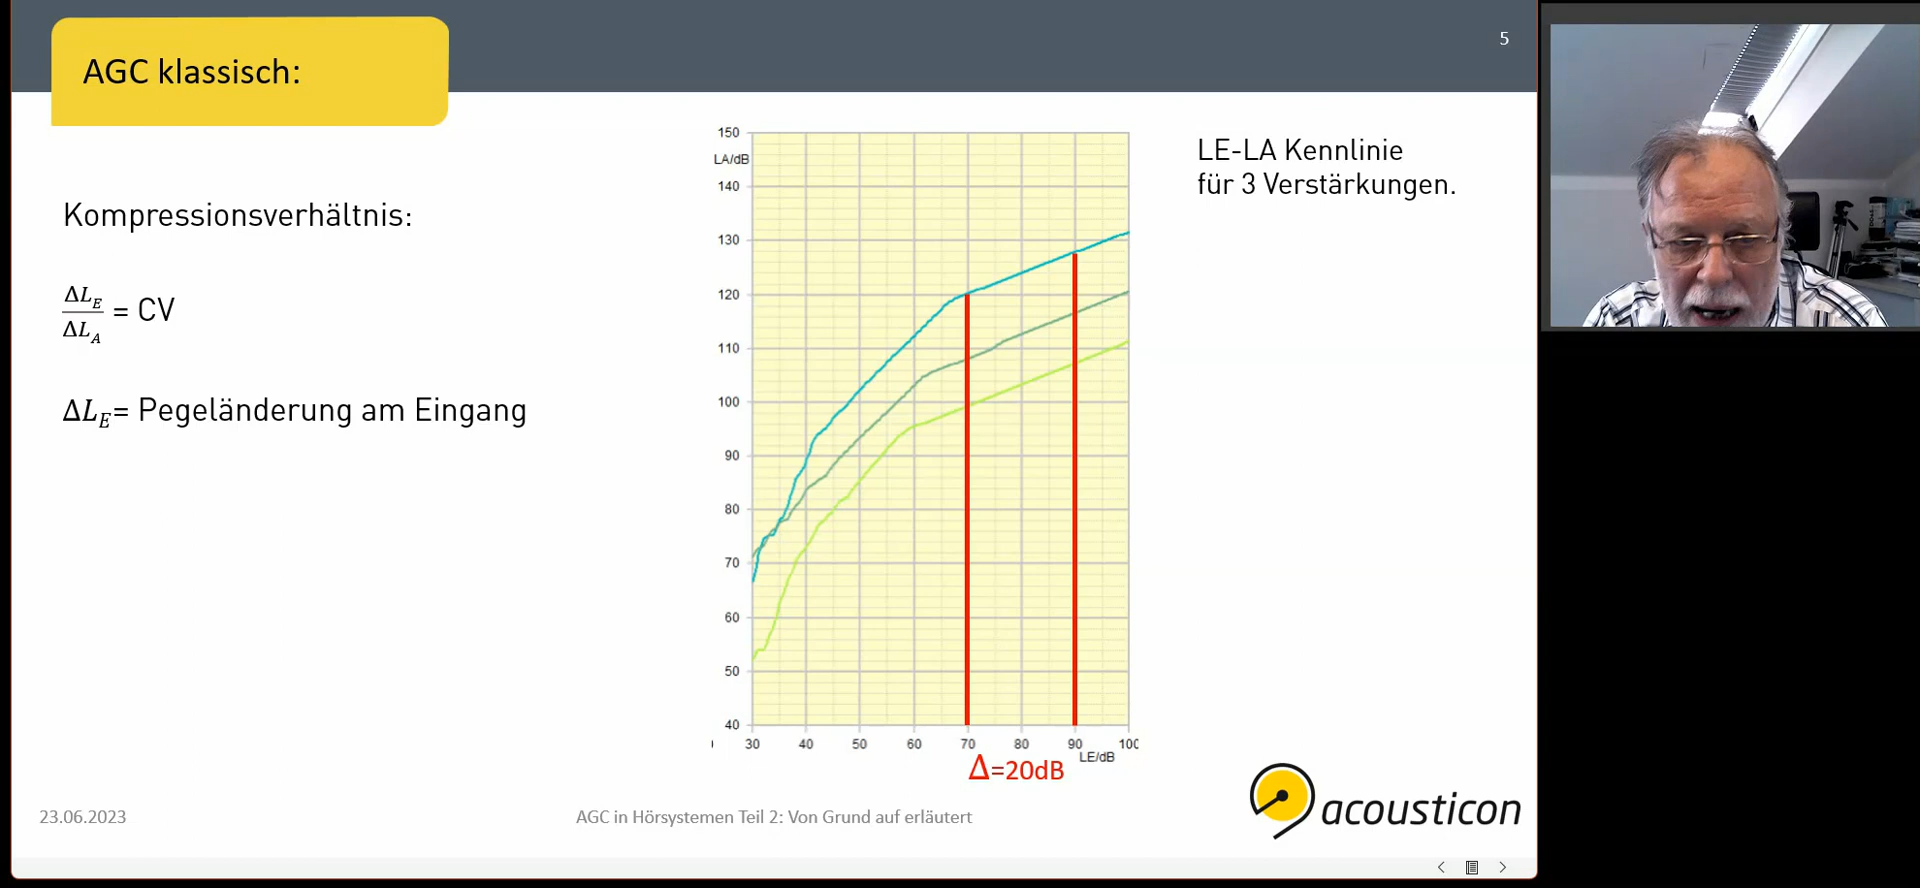 AGC klassisch:
5
Kompressionsverhältnis:
ΔL_E/ΔL_A = CV
ΔL_E= Pegeländerung am Eingang
LE-LA Kennlinie
für 3 Verstärkungen.
150
LA/dB
140
130
120
110
100
90
80
70
60
50
40
30 40 50 60 70 80 90 100
LE/dB
Δ=20dB
acousticon
23.06.2023
AGC in Hörsystemen Teil 2: Von Grund auf erläutert